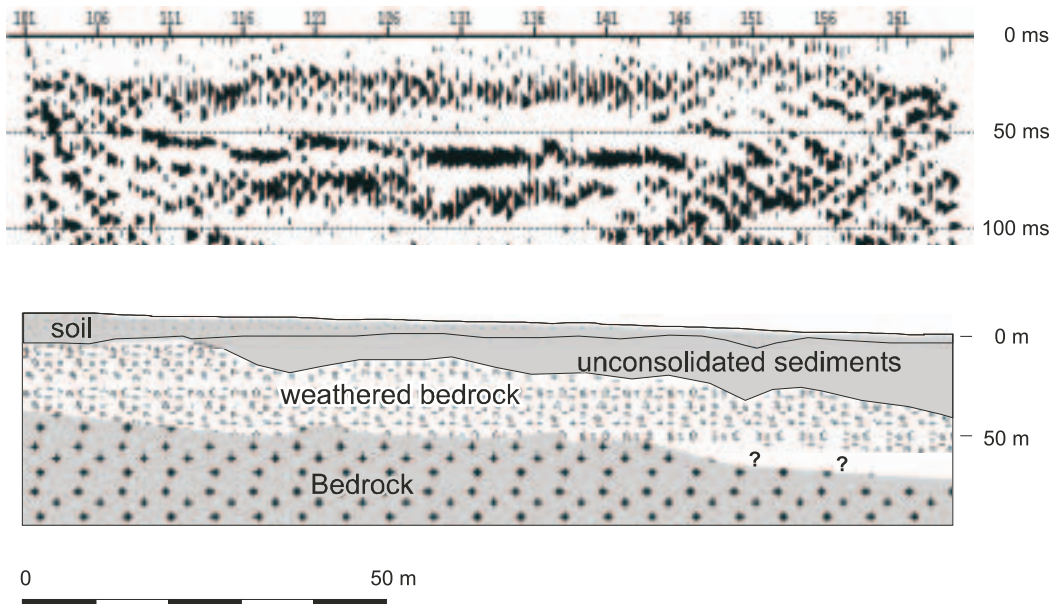 101 106 111 116 121 126 131 136 141 146 151 156 161
0 ms
50 ms
100 ms
soil
0 m
unconsolidated sediments
weathered bedrock
50 m
? ?
Bedrock
0 50 m